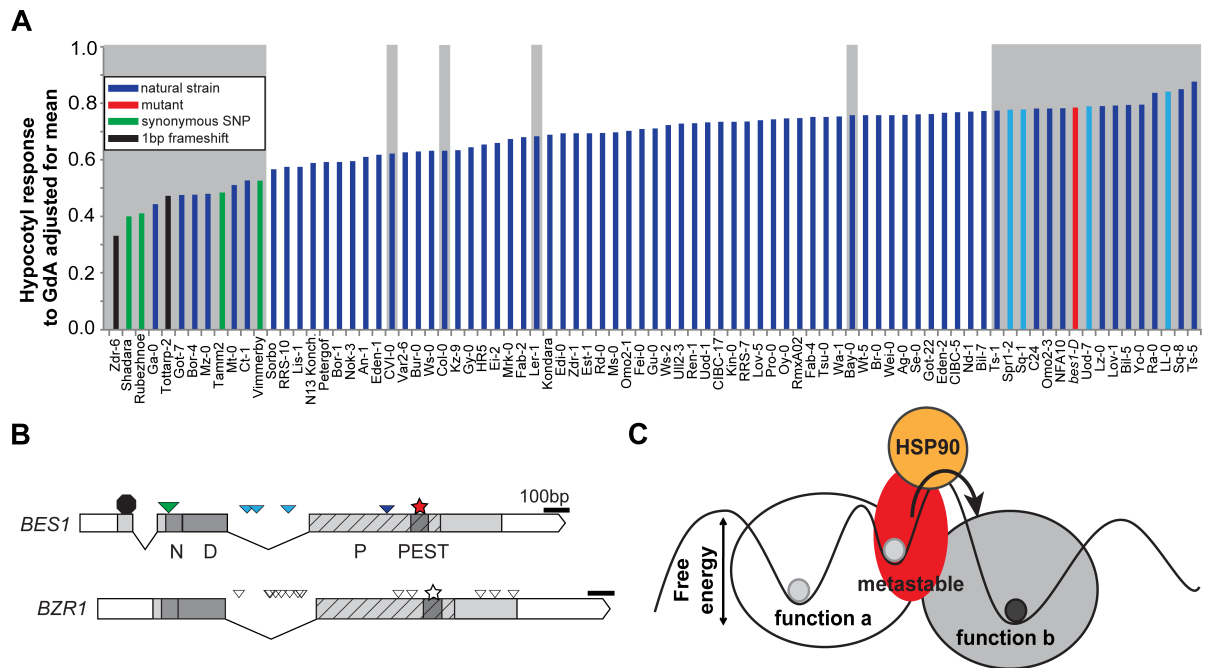 A
Hypocotyl response
to GdA adjusted for mean
1.0
0.8
0.6
0.4
0.2
0.0
natural strain
mutant
synonymous SNP
1bp frameshift
Zdr-6
Shadara
Rubezhnoe
Ga-0
Tottarp-2
Got-7
Bor-4
Mz-0
Tamm2
Mt-0
Ct-1
Vimmerby
Sorbo
RRS-10
Lis-1
N13 Konch.
Petergof
Bor-1
Nok-3
An-1
Eden-1
CVI-0
Var2-6
Bur-0
Ws-0
Col-0
Kz-9
Gy-0
HR5
Ei-2
Mrk-0
Fab-2
Ler-1
Kondara
Edi-0
Zdr-1
Est-1
Rd-0
Ms-0
Omo2-1
Fei-0
Gu-0
Ws-2
Ull2-3
Ren-1
Uod-1
CIBC-17
Kin-0
RRS-7
Lov-5
Pro-0
Oy-0
RmxA02
Fab-4
Tsu-0
Bay-0
Wt-5
Br-0
Wei-0
Ag-0
Se-0
Got-22
Eden-2
CIBC-5
Nd-1
Bil-7
Ts-1
Spr1-2
Sq-1
C24
Omo2-3
NFA10
bes1-D
Uod-7
Lz-0
Lov-1
Bil-5
Yo-0
Ra-0
LL-0
Sq-8
Ts-5
B
100bp
BES1
N D P PEST
BZR1
C
HSP90
Free
energy
metastable
function a
function b